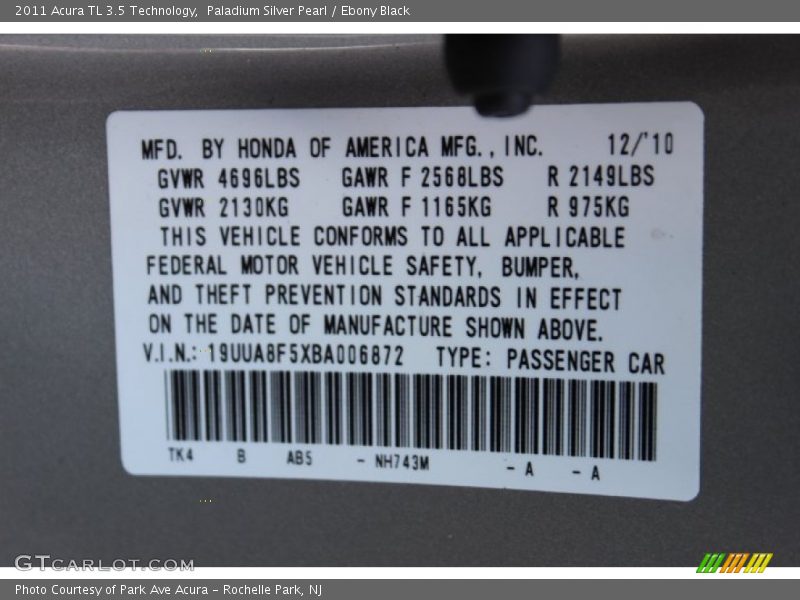 2011 Acura TL 3.5 Technology,  Paladium Silver Pearl / Ebony Black
MFD. BY HONDA OF AMERICA MFG.,INC. 12/'10
GVWR 4696LBS GAWR F 2568LBS R 2149LBS
GVWR 2130KG GAWR F 1165KG R 975KG
THIS VEHICLE CONFORMS TO ALL APPLICABLE
FEDERAL MOTOR VEHICLE SAFETY, BUMPER,
AND THEFT PREVENTION STANDARDS IN EFFECT
ON THE DATE OF MANUFACTURE SHOWN ABOVE.
V.I.N.: 19UUA8F5XBA006872 TYPE: PASSENGER CAR
TK4 B AB5 - NH743M - A - A
GTCARLOT.COM
Photo Courtesy of Park Ave Acura – Rochelle Park, NJ